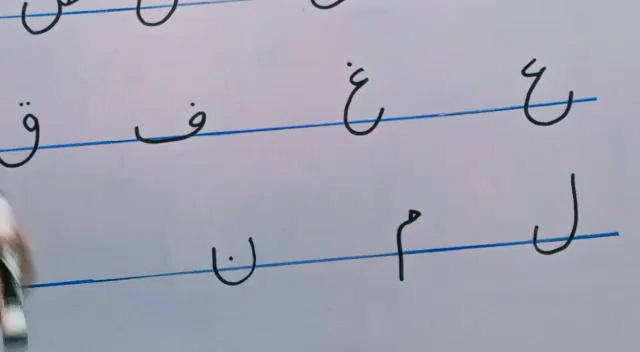 ع غ ف ق
ل م ن